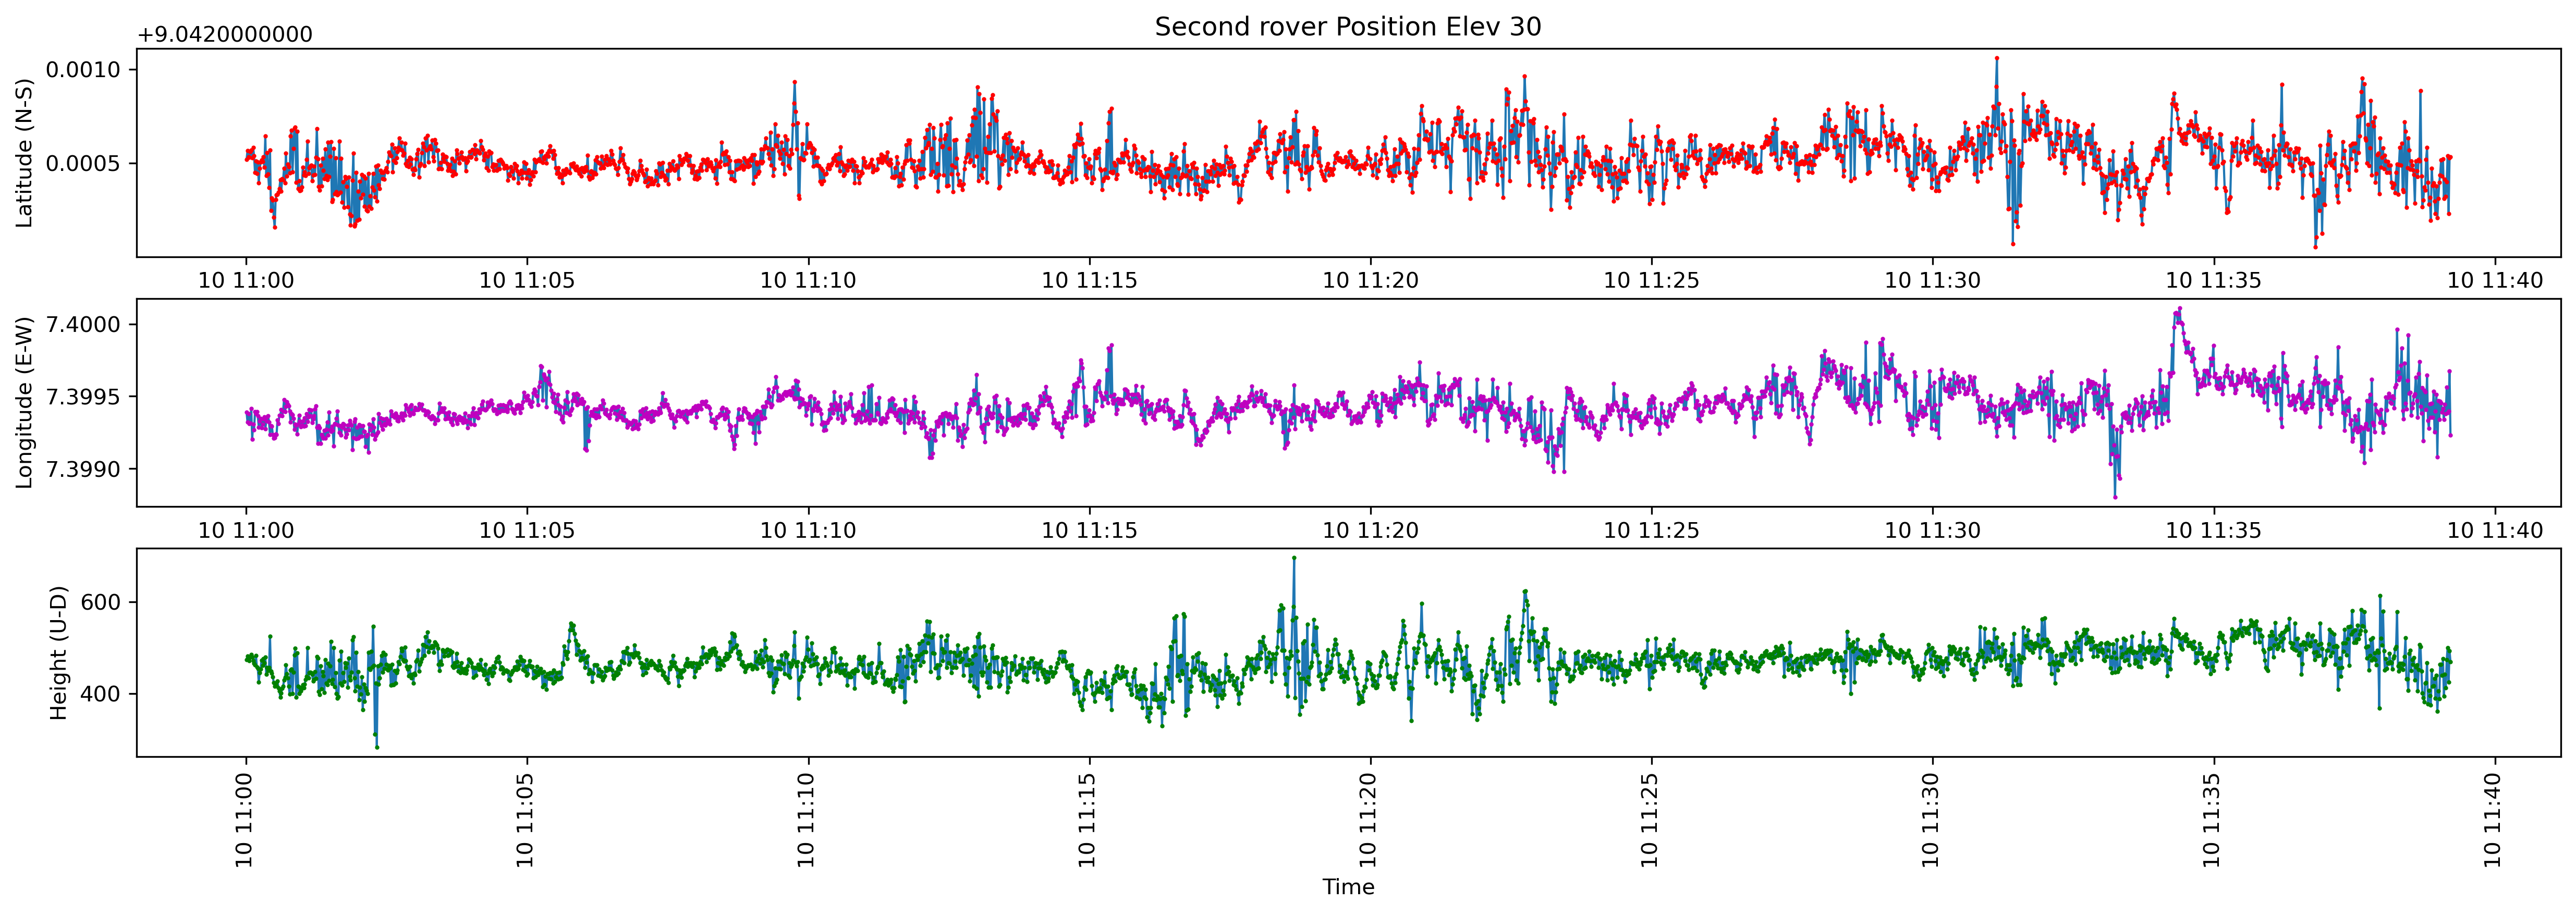 Second rover Position Elev 30
+9.0420000000
Latitude (N-S)
0.0010
0.0005
10 11:00 10 11:05 10 11:10 10 11:15 10 11:20 10 11:25 10 11:30 10 11:35 10 11:40
Longitude (E-W)
7.4000
7.3995
7.3990
10 11:00 10 11:05 10 11:10 10 11:15 10 11:20 10 11:25 10 11:30 10 11:35 10 11:40
Height (U-D)
600
400
10 11:00 10 11:05 10 11:10 10 11:15 10 11:20 10 11:25 10 11:30 10 11:35 10 11:40
Time